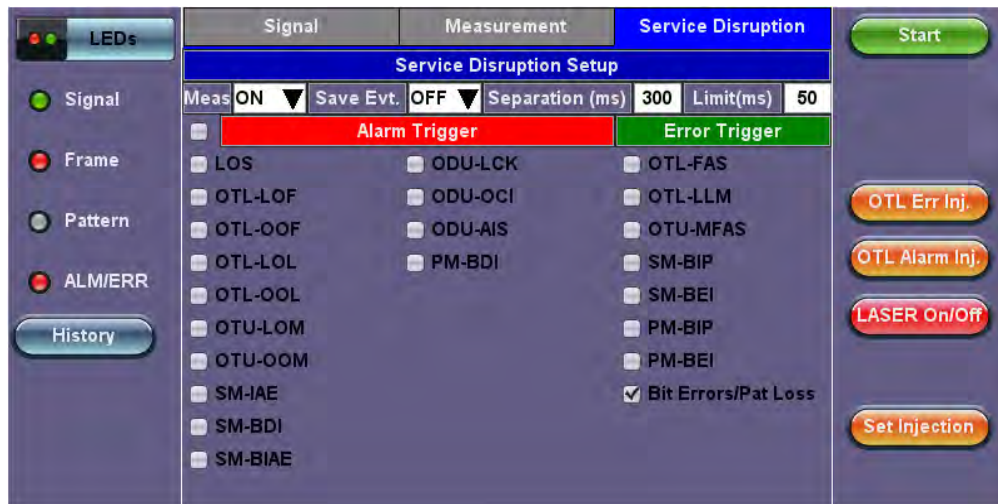 LEDs
Signal
Frame
Pattern
ALM/ERR
History
Signal Measurement Service Disruption
Service Disruption Setup
Meas ON Save Evt. OFF Separation (ms) 300 Limit(ms) 50
Alarm Trigger Error Trigger
LOS ODU-LCK OTL-FAS
OTL-LOF ODU-OCI OTL-LLM
OTL-OOF ODU-AIS OTU-MFAS
OTL-LOL PM-BDI SM-BIP
OTL-OOL SM-BEI
OTU-LOM PM-BIP
OTU-OOM PM-BEI
SM-IAE Bit Errors/Pat Loss
SM-BDI
SM-BIAE
Start
OTL Err Inj.
OTL Alarm Inj.
LASER On/Off
Set Injection